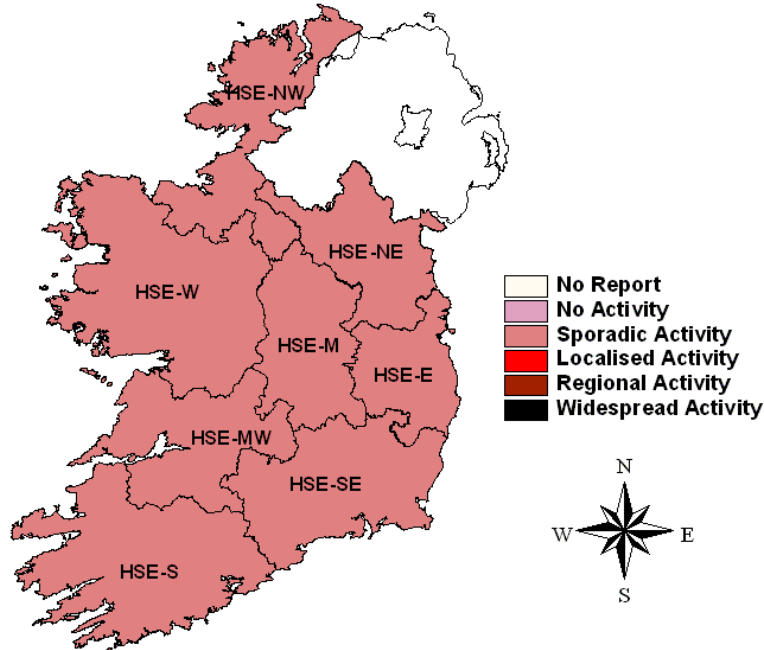 HSE-NW
HSE-NE
HSE-W
HSE-M
HSE-E
HSE-MW
HSE-SE
HSE-S
No Report
No Activity
Sporadic Activity
Localised Activity
Regional Activity
Widespread Activity
N
W E
S